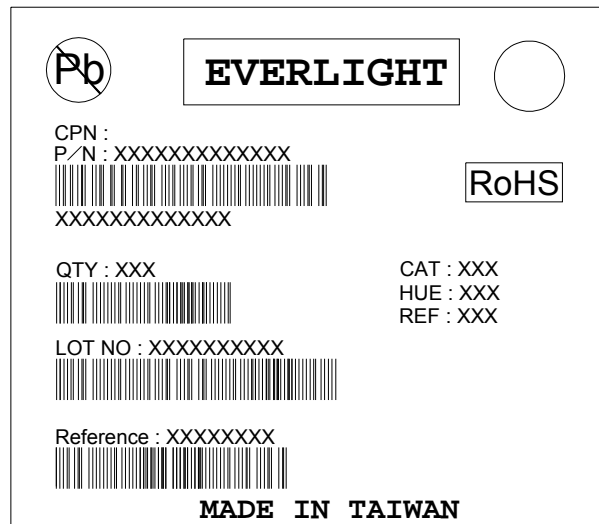 Pb
EVERLIGHT
CPN :
P/N : XXXXXXXXXXXXX
RoHS
XXXXXXXXXXXXX
QTY : XXX
CAT : XXX
HUE : XXX
REF : XXX
LOT NO : XXXXXXXXXX
Reference : XXXXXXXX
MADE IN TAIWAN